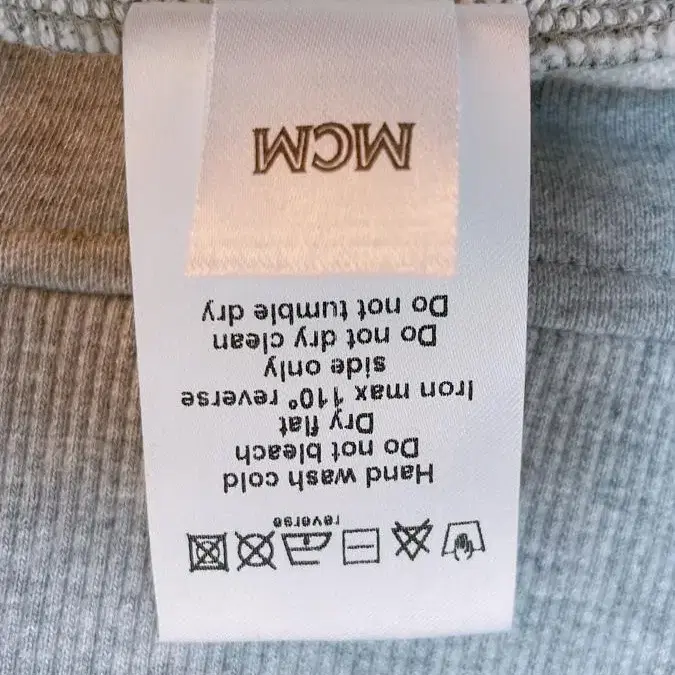 reverse
Hand wash cold
Do not bleach
Dry flat
Iron max 110° reverse
side only
Do not dry clean
Do not tumble dry
MCM